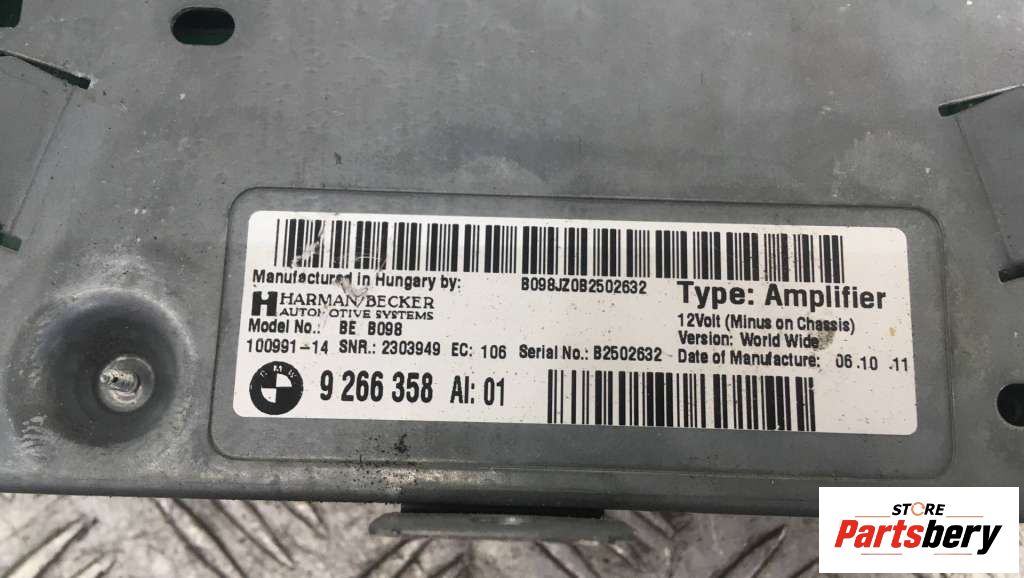 B098JZ0B2502632
Manufactured in Hungary by:
HARMAN/BECKER
AUTOMOTIVE SYSTEMS
Type: Amplifier
12Volt (Minus on Chassis)
Model No.: BE B098
Version: World Wide
100991-14 SNR.: 2303949 EC: 106 Serial No.: B2502632 Date of Manufacture: 06.10 .11
BMW
9 266 358 AI: 01
STORE
Partsbery